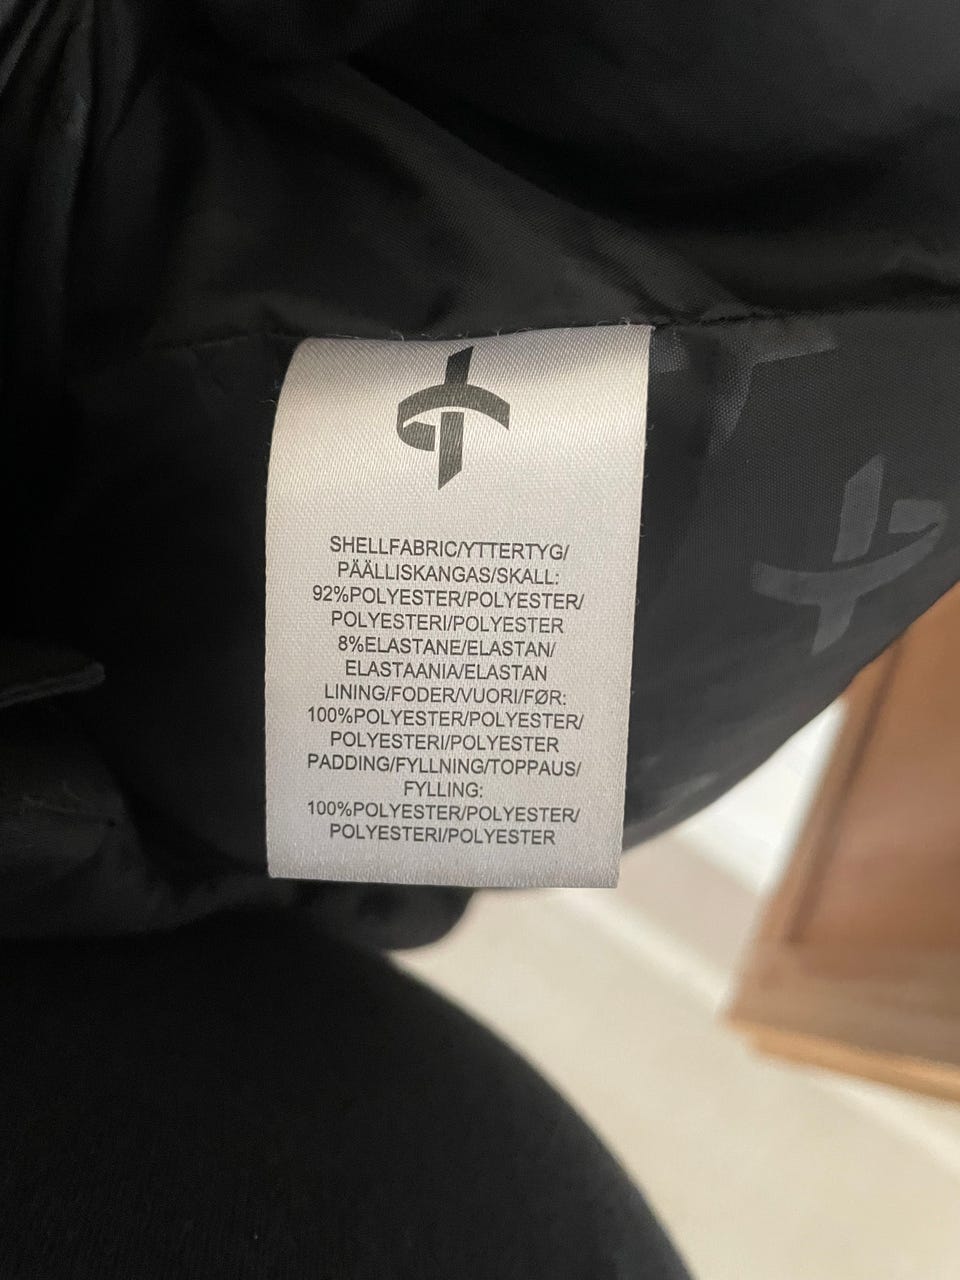 SHELLFABRIC/YTTERTYG/
PÄÄLLISKANGAS/SKALL:
92%POLYESTER/POLYESTER/
POLYESTERI/POLYESTER
8%ELASTANE/ELASTAN/
ELASTAANIA/ELASTAN
LINING/FODER/VUORI/FØR:
100%POLYESTER/POLYESTER/
POLYESTERI/POLYESTER
PADDING/FYLLNING/TOPPAUS/
FYLLING:
100%POLYESTER/POLYESTER/
POLYESTERI/POLYESTER